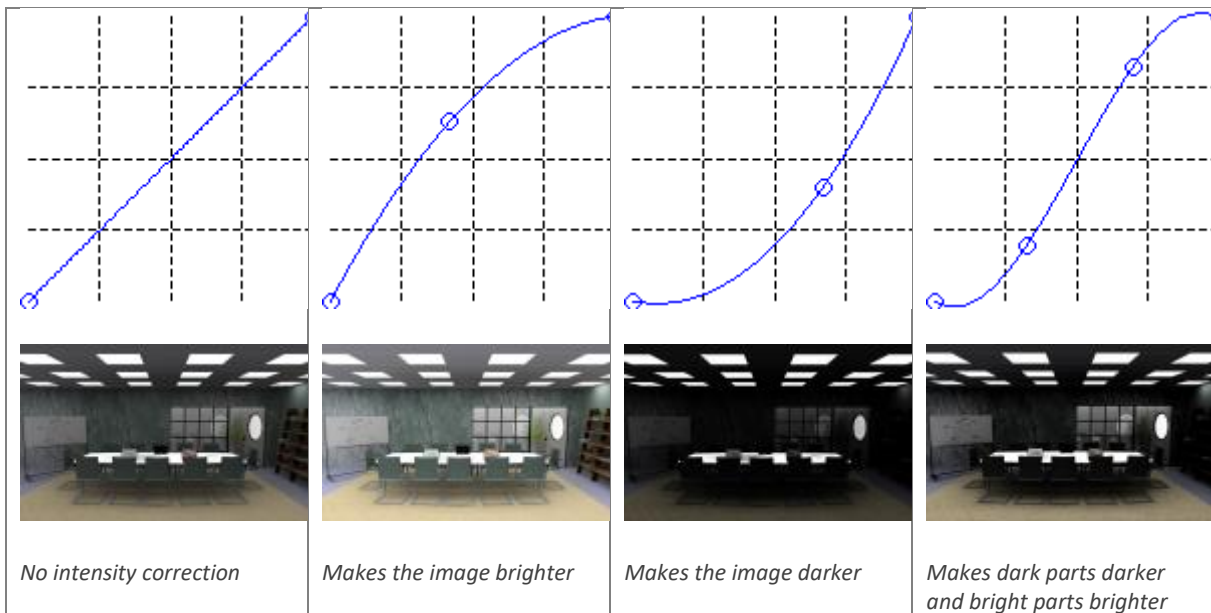 No intensity correction
Makes the image brighter
Makes the image darker
Makes dark parts darker
and bright parts brighter